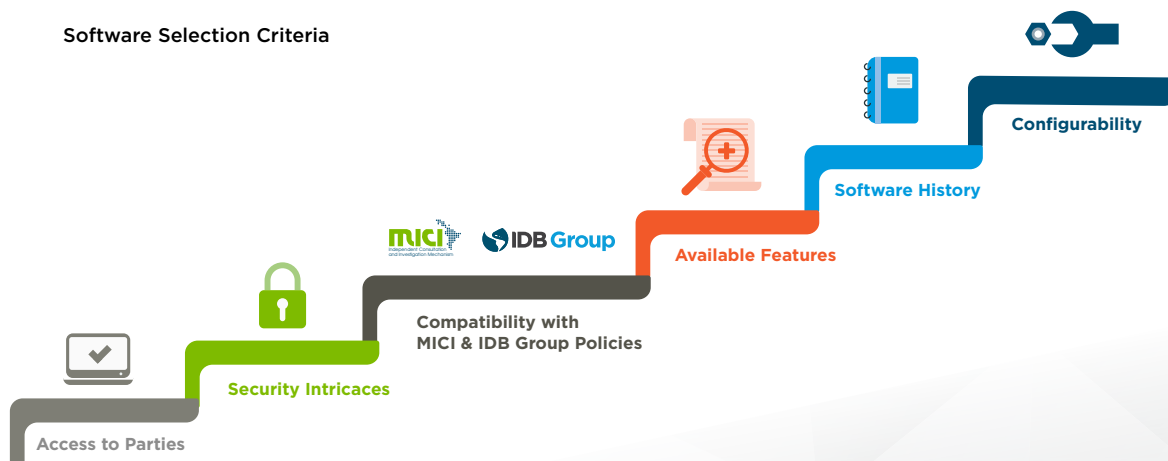 Software Selection Criteria
Configurability
Software History
mici
Independent Consultation
and Investigation Mechanism
IDB Group
Available Features
Compatibility with
MICI & IDB Group Policies
Security Intricaces
Access to Parties